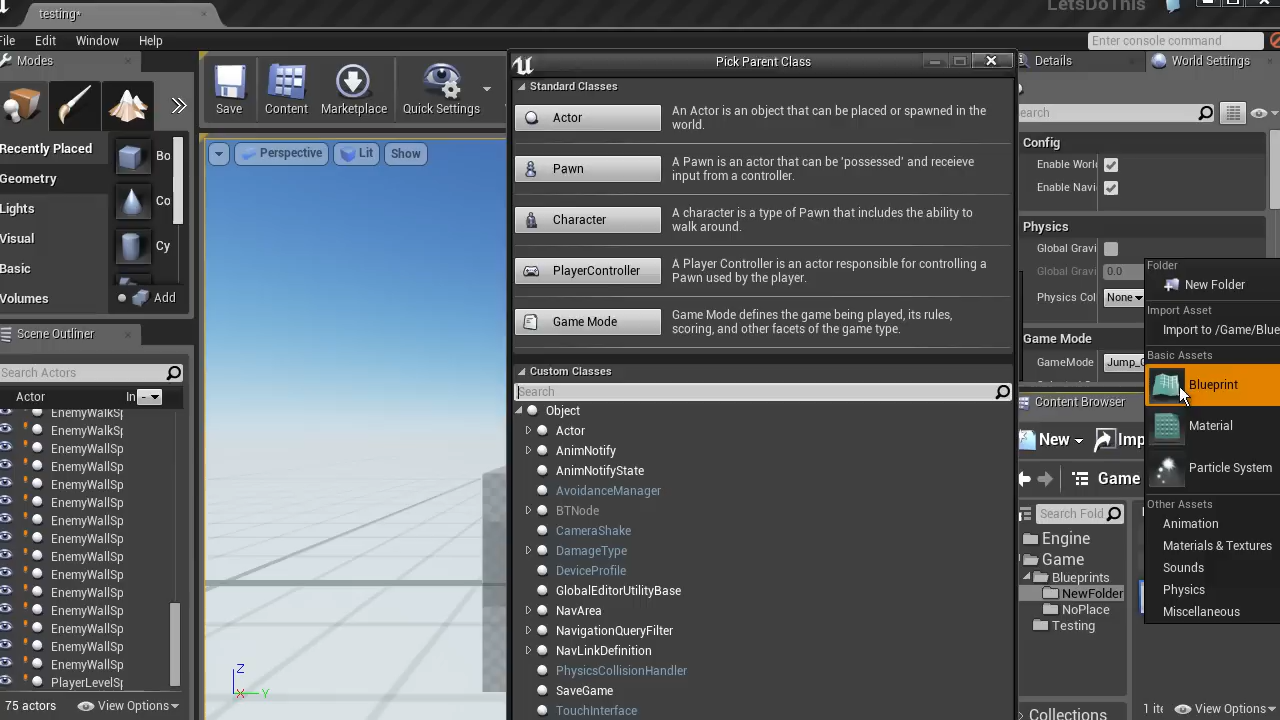 LetsDoThis
testing*
File Edit Window Help
Enter console command
Modes
Save
Content
Marketplace
Quick Settings
Recently Placed
Geometry
Lights
Visual
Basic
Volumes
Bo
Co
Cy
Add
Scene Outliner
Search Actors
Actor
In
EnemyWalkSp
EnemyWalkSp
EnemyWallSp
EnemyWallSp
EnemyWallSp
EnemyWallSp
EnemyWallSp
EnemyWallSp
EnemyWallSp
EnemyWallSp
EnemyWallSp
EnemyWallSp
EnemyWallSp
EnemyWallSp
EnemyWallSp
PlayerLevelSp
75 actors
View Options
Perspective
Lit
Show
Z
X
Y
Pick Parent Class
Standard Classes
Actor
An Actor is an object that can be placed or spawned in the
world.
Pawn
A Pawn is an actor that can be 'possessed' and receieve
input from a controller.
Character
A character is a type of Pawn that includes the ability to
walk around.
PlayerController
A Player Controller is an actor responsible for controlling a
Pawn used by the player.
Game Mode
Game Mode defines the game being played, its rules,
scoring, and other facets of the game type.
Custom Classes
Search
Object
Actor
AnimNotify
AnimNotifyState
AvoidanceManager
BTNode
CameraShake
DamageType
DeviceProfile
GlobalEditorUtilityBase
NavArea
NavigationQueryFilter
NavLinkDefinition
PhysicsCollisionHandler
SaveGame
TouchInterface
Details
World Settings
earch
Config
Enable World
Enable Navi
Physics
Global Gravi
Global Gravi 0.0
Physics Col None
Game Mode
GameMode Jump_G
Content Browser
New
Imp
Game
Search Fold
Engine
Game
Blueprints
NewFolder
NoPlace
Testing
Collections
1 ite
View Options
Folder
New Folder
Import Asset
Import to /Game/Blue
Basic Assets
Blueprint
Material
Particle System
Other Assets
Animation
Materials & Textures
Sounds
Physics
Miscellaneous